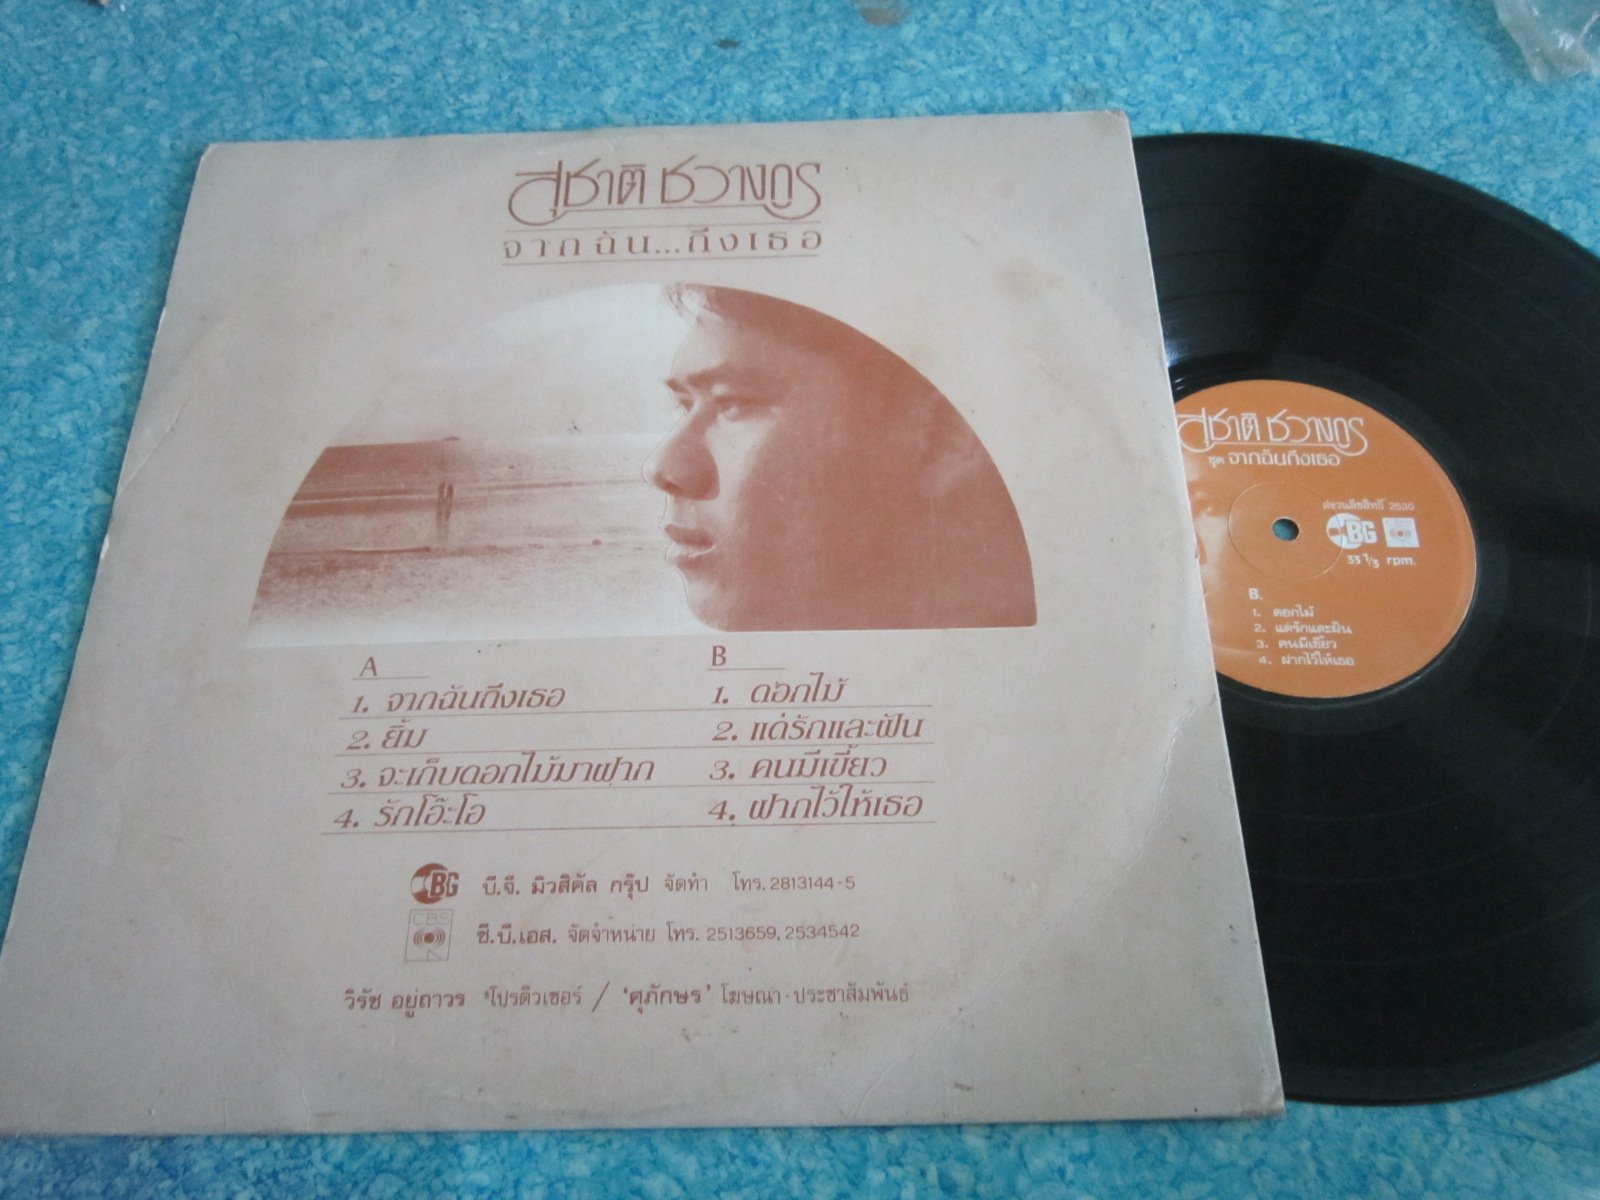 สุชาติ ชวางกูร
จากฉัน...ถึงเธอ
A
1. จากฉันถึงเธอ
2. ยิ้ม
3. จะเก็บดอกไม้มาฝาก
4. รักโอ๊ะโอ
B
1. ดอกไม้
2. แด่รักและฝัน
3. คนมีเขี้ยว
4. ฝากไว้ให้เธอ
BG บี.จี. มิวสิคัล กรุ๊ป จัดทำ โทร. 2813144-5
CBS ซี.บี.เอส. จัดจำหน่าย โทร. 2513659, 2534542
วิรัช อยู่ถาวร 'โปรดิวเซอร์ / 'ศุภักษร' โฆษณา · ประชาสัมพันธ์
สุชาติ ชวางกูร
ชุด จากฉันถึงเธอ
สงวนลิขสิทธิ์ 2530
BG
33 1/3 rpm.
B.
1. ดอกไม้
2. แด่รักและฝัน
3. คนมีเขี้ยว
4. ฝากไว้ให้เธอ